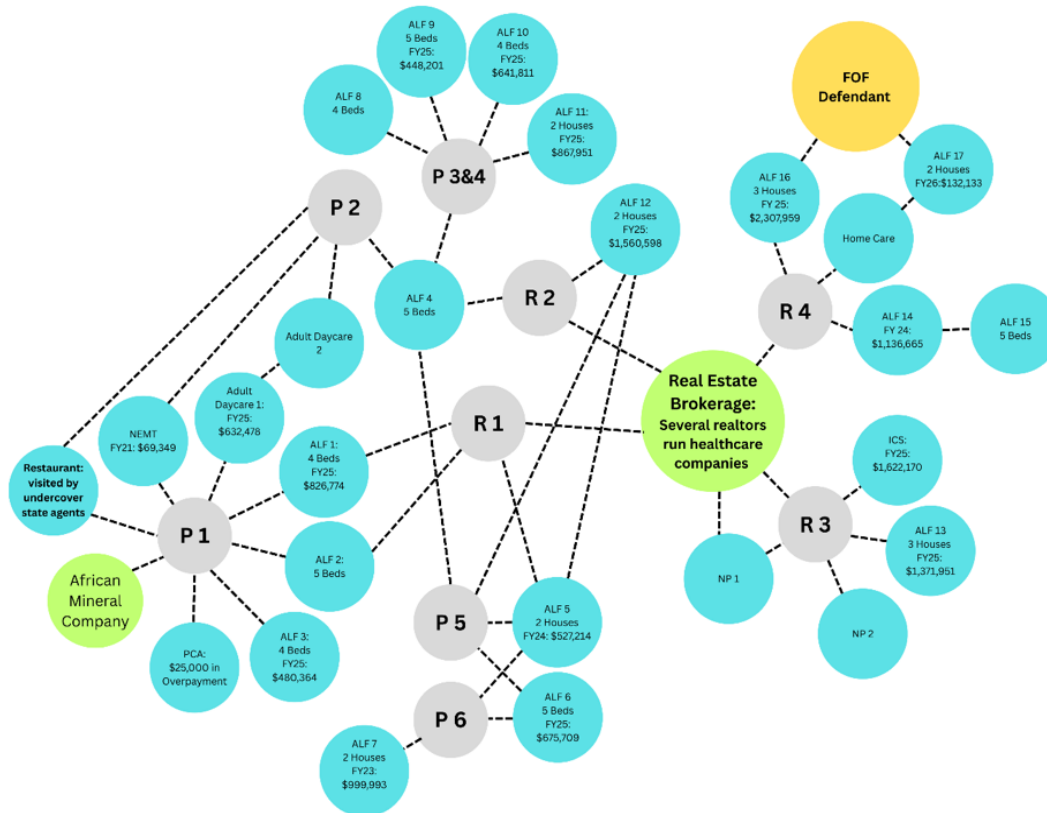 ALF 9
5 Beds
FY25:
$448,201
ALF 10
4 Beds
FY25:
$641,811
ALF 8
4 Beds
ALF 11:
2 Houses
FY25:
$867,951
P 3&4
P 2
FOF
Defendant
ALF 16
3 Houses
FY 25:
$2,307,959
ALF 17
2 Houses
FY26:$132,133
Home Care
ALF 12
2 Houses
FY25:
$1,560,598
ALF 4
5 Beds
R 2
R 4
ALF 14
FY 24:
$1,136,665
ALF 15
5 Beds
Adult Daycare
2
Adult
Daycare 1:
FY25:
$632,478
NEMT
FY21: $69,349
Restaurant:
visited by
undercover
state agents
ALF 1:
4 Beds
FY25:
$826,774
R 1
Real Estate
Brokerage:
Several realtors
run healthcare
companies
ICS:
FY25:
$1,622,170
P 1
R 3
ALF 2:
5 Beds
ALF 13
3 Houses
FY25:
$1,371,951
African
Mineral
Company
NP 1
NP 2
PCA:
$25,000 in
Overpayment
ALF 3:
4 Beds
FY25:
$480,364
P 5
ALF 5
2 Houses
FY24: $527,214
P 6
ALF 6
5 Beds
FY25:
$675,709
ALF 7
2 Houses
FY23:
$999,993